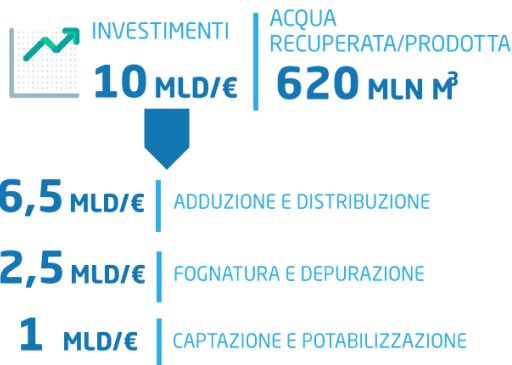 INVESTIMENTI
10 MLD/€
ACQUA
RECUPERATA/PRODOTTA
620 MLN M³
6,5 MLD/€
ADDUZIONE E DISTRIBUZIONE
2,5 MLD/€
FOGNATURA E DEPURAZIONE
1 MLD/€
CAPTAZIONE E POTABILIZZAZIONE